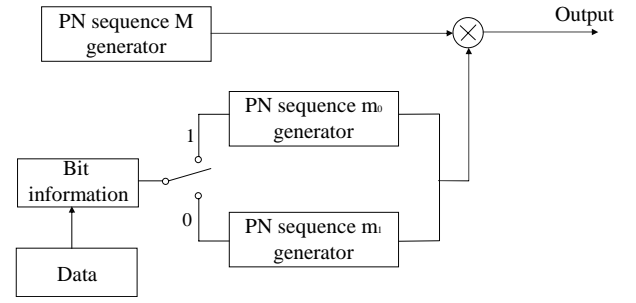 PN sequence M
generator
Output
PN sequence m₀
generator
1
Bit
information
0
PN sequence m₁
generator
Data